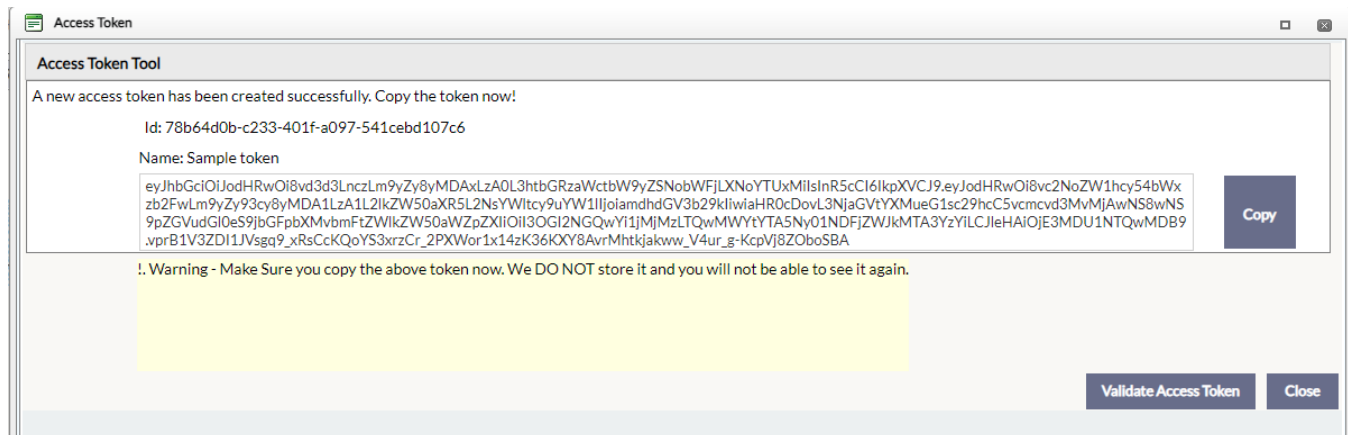 Access Token
Access Token Tool
A new access token has been created successfully. Copy the token now!
Id: 78b64d0b-c233-401f-a097-541cebd107c6
Name: Sample token
eyJhbGciOiJodHRwOi8vd3d3LnczLm9yZy8yMDAxLzA0L3htbGRzaWctbW9yZSNobWFjLXNoYTUxMiIsInR5cCI6IkpXVCJ9.eyJodHRwOi8vc2NoZW1hcy54bWx
zb2FwLm9yZy93cy8yMDA1LzA1L2lkZW50aXR5L2NsYWltcy9uYW1lIjoiamdhdGV3b29kIiwiaHR0cDovL3NjaGVtYXMueG1sc29hcC5vcmcvd3MvMjAwNS8wNS
9pZGVudGl0eS9jbGFpbXMvbmFtZWlkZW50aWZpZXIiOiI3OGI2NGQwYi1jMjMzLTQwMWYtYTA5Ny01NDFjZWJkMTA3YzYiLCJleHAiOjE3MDU1NTQwMDB9
.vprB1V3ZDI1JVsgq9_xRsCcKQoYS3xrzCr_2PXWor1x14zK36KXY8AvrMhtkjakww_V4ur_g-KcpVj8ZOboSBA
Copy
!. Warning - Make Sure you copy the above token now. We DO NOT store it and you will not be able to see it again.
Validate Access Token
Close